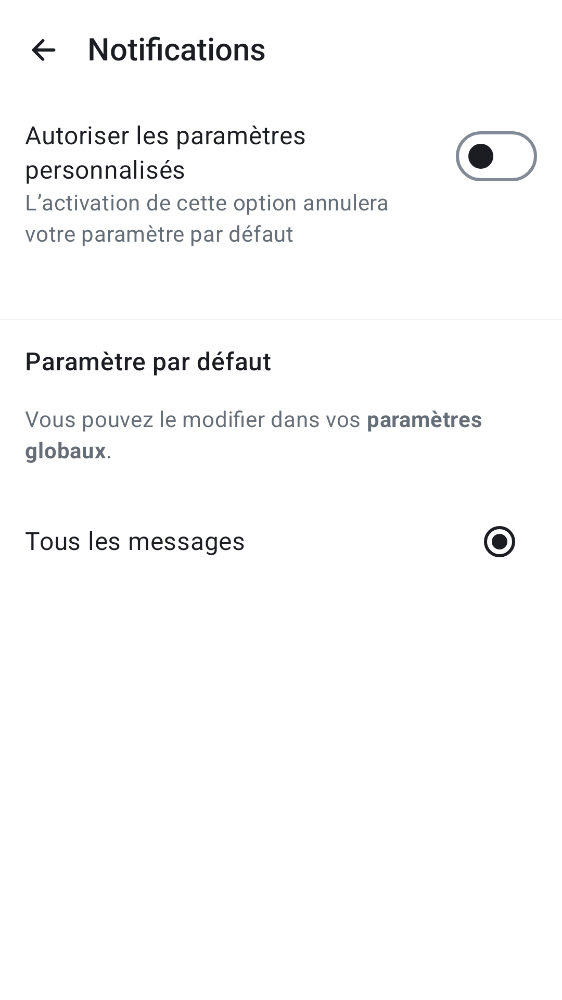 Notifications
Autoriser les paramètres
personnalisés
L’activation de cette option annulera
votre paramètre par défaut
Paramètre par défaut
Vous pouvez le modifier dans vos paramètres
globaux.
Tous les messages